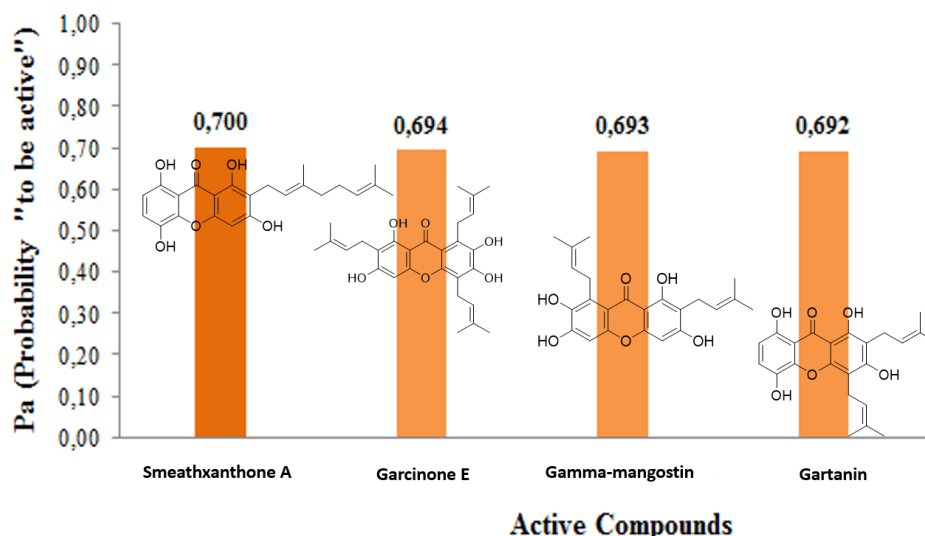 Pa (Probability "to be active")
1,00
0,90
0,80
0,70
0,60
0,50
0,40
0,30
0,20
0,10
0,00
0,700
0,694
0,693
0,692
OH O OH
O OH
OH
OH O
OH
HO O OH
O OH
HO
HO O OH
OH O OH
O OH
OH
Smeathxanthone A
Garcinone E
Gamma-mangostin
Gartanin
Active Compounds